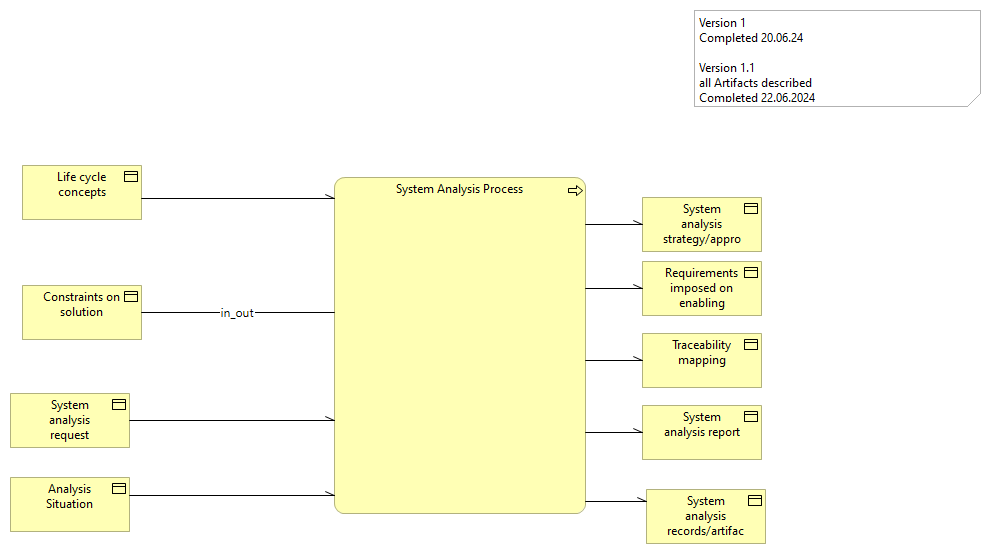 Version 1
Completed 20.06.24
Version 1.1
all Artifacts described
Completed 22.06.2024
Life cycle
concepts
System Analysis Process
System
analysis
strategy/appro
Requirements
imposed on
enabling
Constraints on
solution
in_out
Traceability
mapping
System
analysis
request
System
analysis report
Analysis
Situation
System
analysis
records/artifac